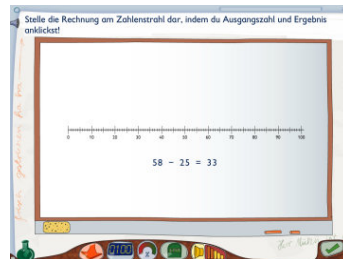 Stelle die Rechnung am Zahlenstrahl dar, indem du Ausgangszahl und Ergebnis
anklickst!
0 10 20 30 40 50 60 70 80 90 100
58 - 25 = 33